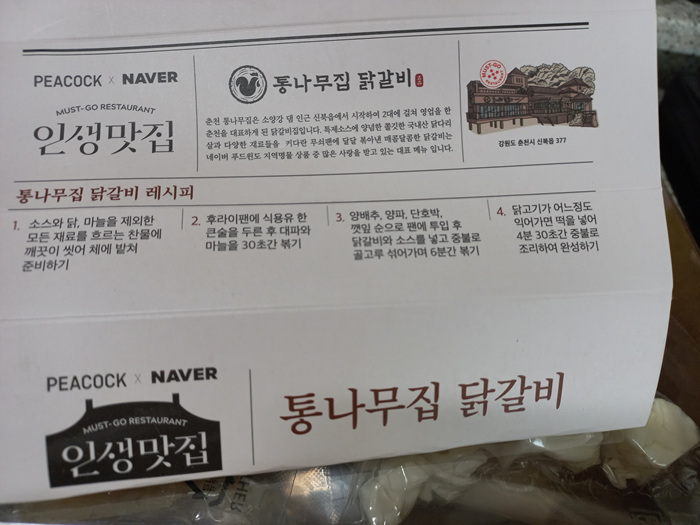 PEACOCK x NAVER
MUST-GO RESTAURANT
인생맛집
통나무집 닭갈비
춘천 통나무집은 소양강 댐 인근 신북읍에서 시작하여 2대에 걸쳐 영업을 한
춘천을 대표하게 된 닭갈비집입니다. 특제소스에 양념한 쫄깃한 국내산 닭다리
살과 다양한 재료들을 기다란 무쇠팬에 달달 볶아낸 매콤달콤한 닭갈비는
네이버 푸드윈도 지역명물 상품 중 많은 사랑을 받고 있는 대표 메뉴 입니다.
MUST-GO
강원도 춘천시 신북읍 377
통나무집 닭갈비 레시피
1. 소스와 닭, 마늘을 제외한
모든 재료를 흐르는 찬물에
깨끗이 씻어 체에 밭쳐
준비하기
2. 후라이팬에 식용유 한
큰술을 두른 후 대파와
마늘을 30초간 볶기
3. 양배추, 양파, 단호박,
깻잎 순으로 팬에 투입 후
닭갈비와 소스를 넣고 중불로
골고루 섞어가며 6분간 볶기
4. 닭고기가 어느정도
익어가면 떡을 넣어
4분 30초간 중불로
조리하여 완성하기
PEACOCK x NAVER
MUST-GO RESTAURANT
인생맛집
통나무집 닭갈비